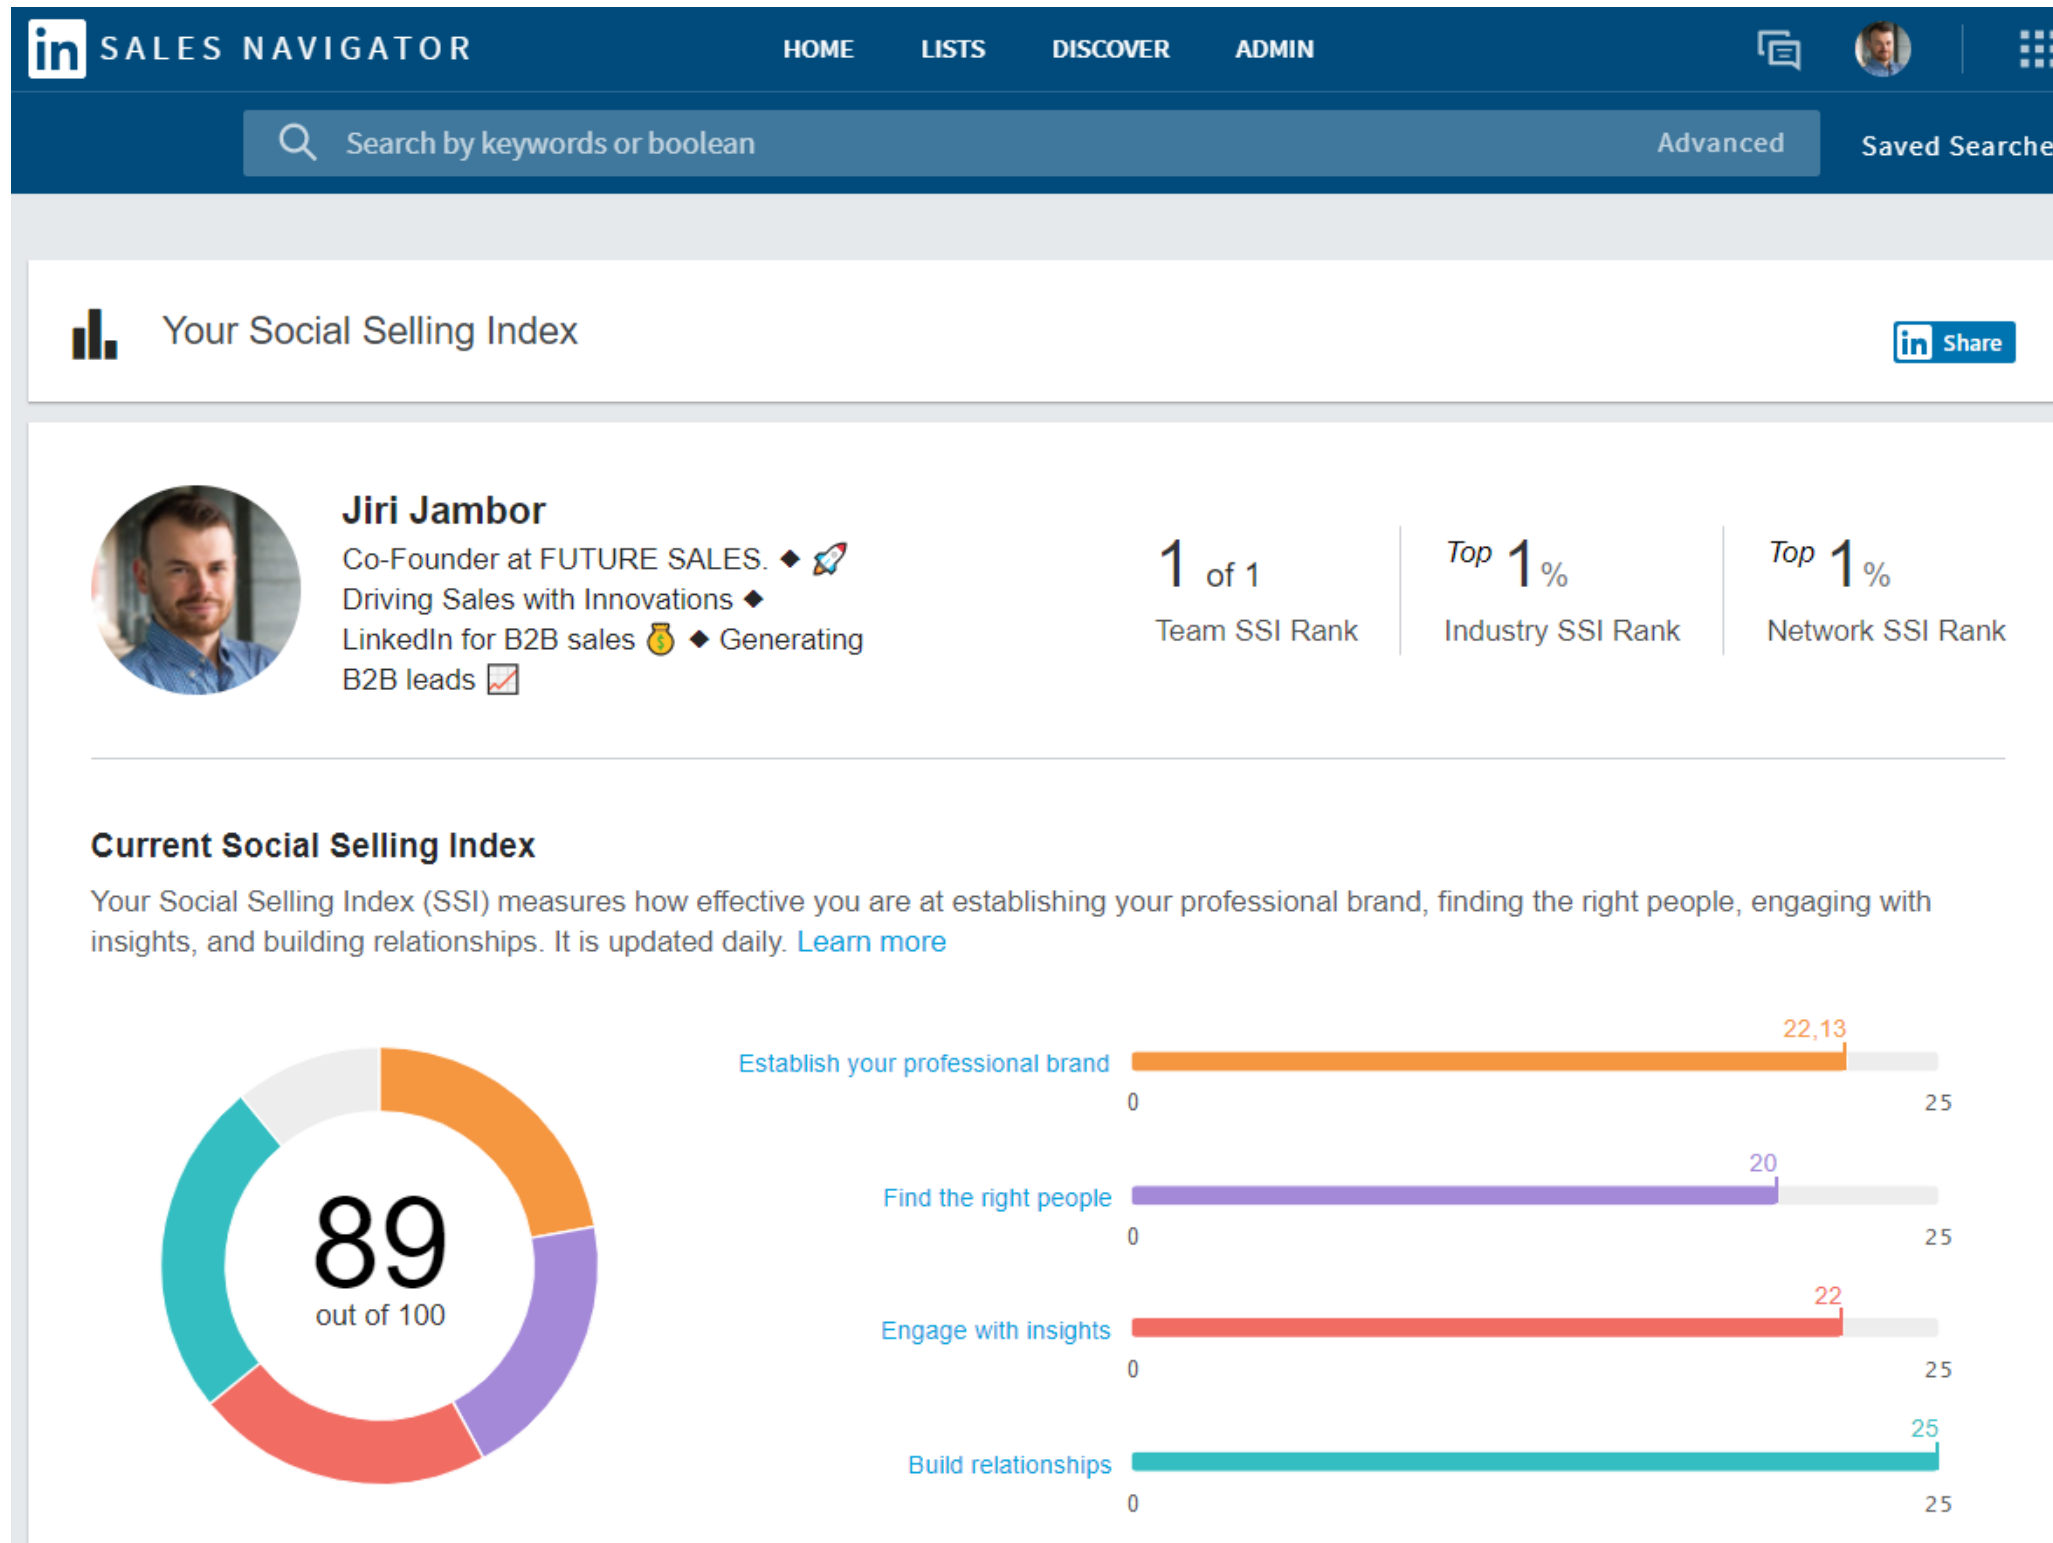 in SALES NAVIGATOR HOME LISTS DISCOVER ADMIN
Search by keywords or boolean Advanced Saved Searche
Your Social Selling Index
in Share
Jiri Jambor
Co-Founder at FUTURE SALES. ◆ 🚀
Driving Sales with Innovations ◆
LinkedIn for B2B sales 💰 ◆ Generating
B2B leads 📈
1 of 1
Team SSI Rank
Top 1%
Industry SSI Rank
Top 1%
Network SSI Rank
Current Social Selling Index
Your Social Selling Index (SSI) measures how effective you are at establishing your professional brand, finding the right people, engaging with
insights, and building relationships. It is updated daily. Learn more
89
out of 100
22,13
Establish your professional brand
0 25
20
Find the right people
0 25
22
Engage with insights
0 25
25
Build relationships
0 25